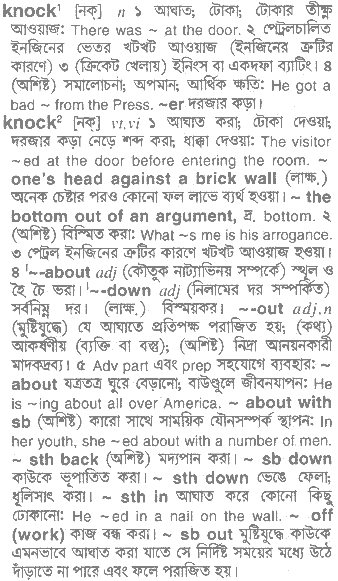 knock¹ [নক্] n ১ আঘাত; টোকা; টোকার তীক্ষ্ণ
আওয়াজ: There was ~ at the door. ২ পেট্রলচালিত
ইনজিনের ভেতর খটখট আওয়াজ (ইনজিনের ত্রুটির
কারণে) ৩ (ক্রিকেট খেলায়) ইনিংস বা একদফা ব্যাটিং। ৪
(অশিষ্ট) সমালোচনা; অপমান; আর্থিক ক্ষতি: He got a
bad ~ from the Press. ~er দরজার কড়া।
knock² [নক্] vt,vi ১ আঘাত করা; টোকা দেওয়া;
দরজার কড়া নেড়ে শব্দ করা; ধাক্কা দেওয়া: The visitor
~ed at the door before entering the room. ~
one's head against a brick wall (লাক্ষ.)
অনেক চেষ্টার পরও কোনো ফল লাভে ব্যর্থ হওয়া। ~ the
bottom out of an argument, দ্র. bottom. ২
(অশিষ্ট) বিস্মিত করা: What ~s me is his arrogance.
৩ পেট্রল ইনজিনের ত্রুটির কারণে খটখট আওয়াজ হওয়া।
৪ '~-about adj (কৌতুক নাট্যাভিনয় সম্পর্কে) স্থূল ও
হৈ চৈ ভরা। '~-down adj (নিলামের দর সম্পর্কিত)
সর্বনিম্ন দর। (লাক্ষ.) বিস্ময়কর। ~-out adj,n
(মুষ্টিযুদ্ধে) যে আঘাতে প্রতিপক্ষ পরাজিত হয়; (কথ্য)
আকর্ষণীয় (ব্যক্তি বা বস্তু); (অশিষ্ট) নিদ্রা আনয়নকারী
মাদকদ্রব্য। ৫ Adv part এবং prep সহযোগে ব্যবহার: ~
about যত্রতত্র ঘুরে বেড়ানো; বাউণ্ডুলে জীবনযাপন: He
is ~ing about all over America. ~ about with
sb (অশিষ্ট) কারো সাথে সাময়িক যৌনসম্পর্ক স্থাপন: In
her youth, she ~ed about with a number of men.
~ sth back (অশিষ্ট) মদ্যপান করা। ~ sb down
কাউকে ভূপাতিত করা। ~ sth down ভেঙে ফেলা;
ধূলিসাৎ করা। ~ sth in আঘাত করে কোনো কিছু
ঢোকানো: He ~ed in a nail on the wall. ~ off
(work) কাজ বন্ধ করা। ~ sb out মুষ্টিযুদ্ধে কাউকে
এমনভাবে আঘাত করা যাতে সে নির্দিষ্ট সময়ের মধ্যে উঠে
দাঁড়াতে না পারে এবং ফলে পরাজিত হয়।